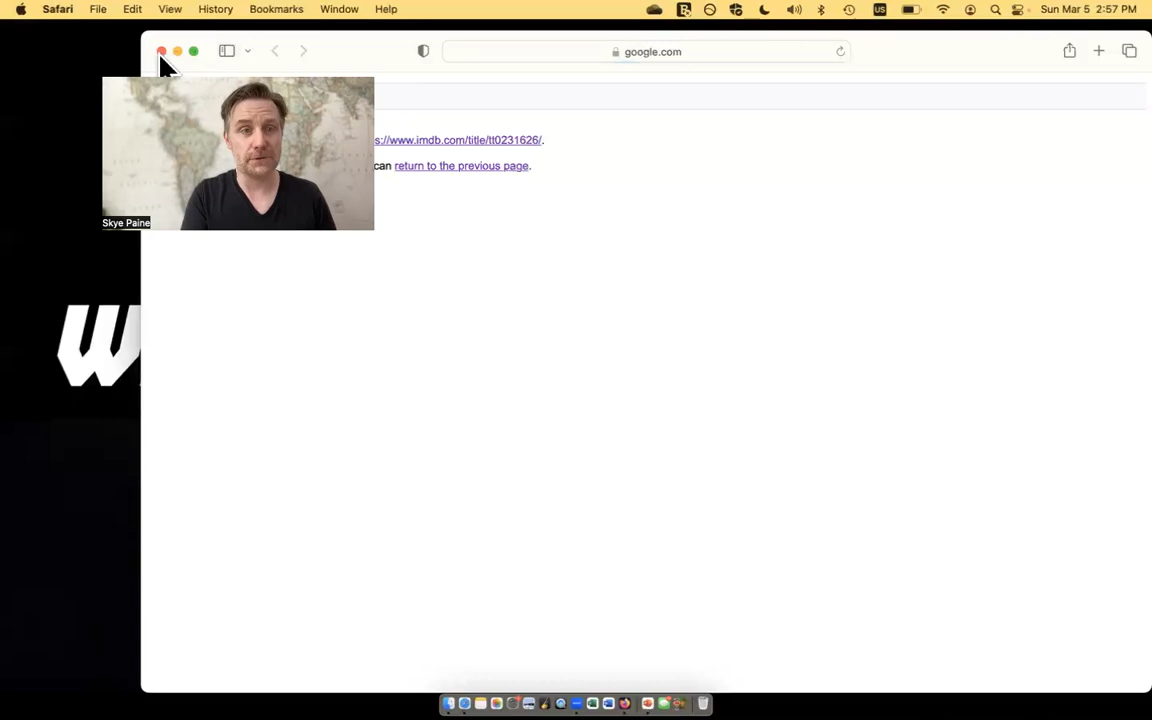 Safari File Edit View History Bookmarks Window Help US Sun Mar 5 2:57 PM
google.com
s://www.imdb.com/title/tt0231626/.
can return to the previous page.
Skye Paine
W